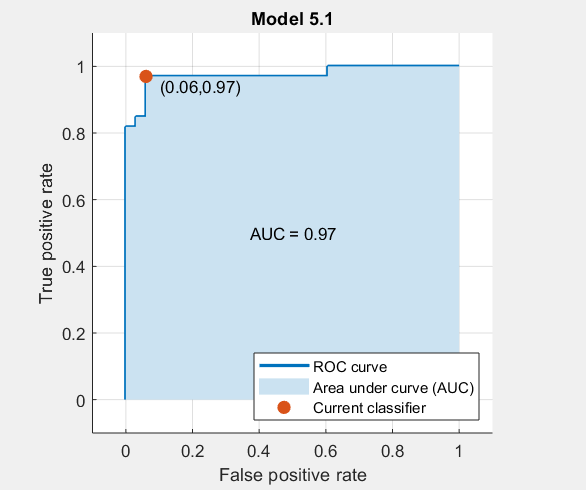 Model 5.1
1
0.8
0.6
0.4
0.2
0
True positive rate
(0.06,0.97)
AUC = 0.97
ROC curve
Area under curve (AUC)
Current classifier
0 0.2 0.4 0.6 0.8 1
False positive rate